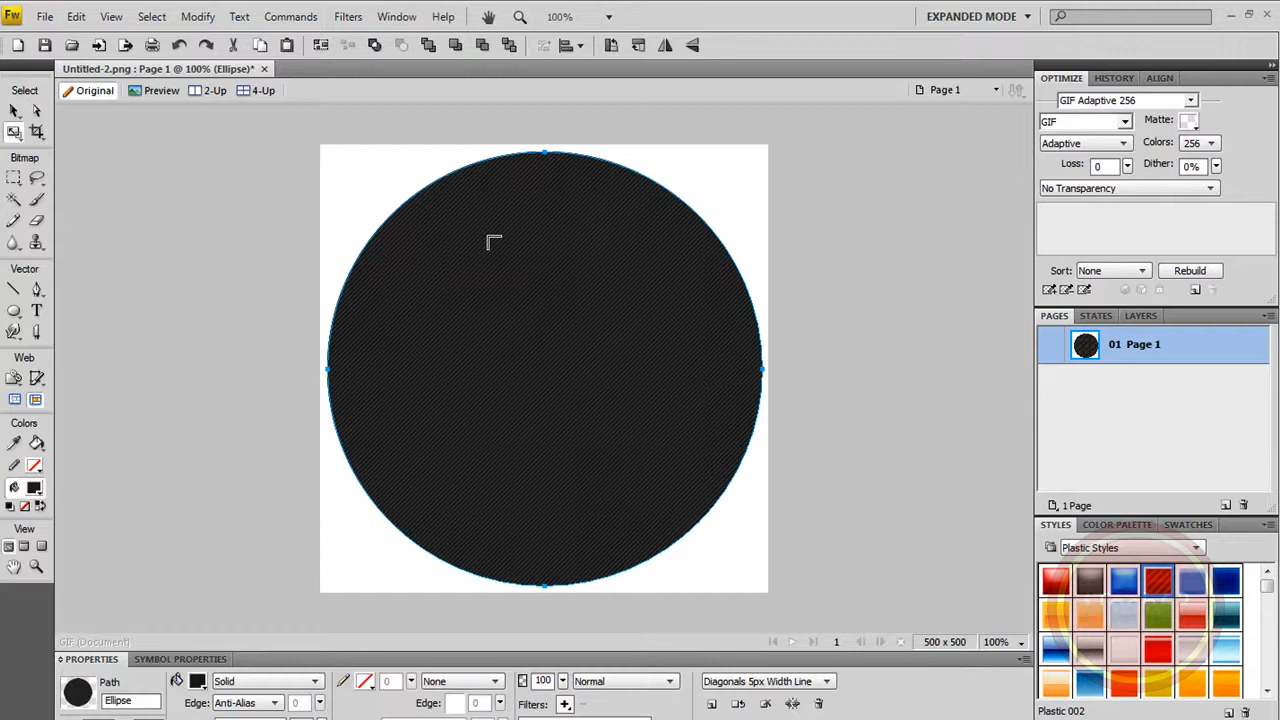 Fw File Edit View Select Modify Text Commands Filters Window Help 100% EXPANDED MODE
Untitled-2.png : Page 1 @ 100% (Ellipse)*
Original Preview 2-Up 4-Up Page 1
Select
Bitmap
Vector
T
Web
Colors
View
OPTIMIZE HISTORY ALIGN
GIF Adaptive 256
GIF Matte:
Adaptive Colors: 256
Loss: 0 Dither: 0%
No Transparency
Sort: None Rebuild
PAGES STATES LAYERS
01 Page 1
1 Page
STYLES COLOR PALETTE SWATCHES
Plastic Styles
Plastic 002
GIF (Document) 1 500 x 500 100%
PROPERTIES SYMBOL PROPERTIES
Path Solid 0 None 100 Normal Diagonals 5px Width Line
Ellipse Edge: Anti-Alias 0 Edge: 0 Filters: